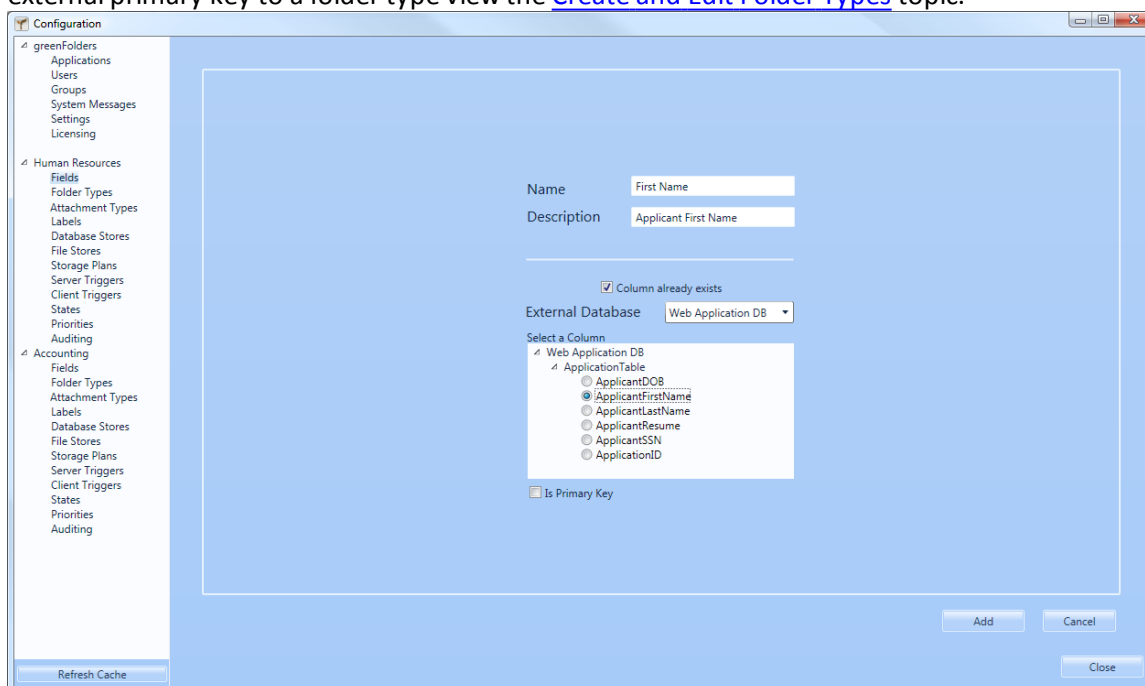 external primary key to a folder type view the Create and Edit Folder Types topic.
Configuration
greenFolders
Applications
Users
Groups
System Messages
Settings
Licensing
Human Resources
Fields
Folder Types
Attachment Types
Labels
Database Stores
File Stores
Storage Plans
Server Triggers
Client Triggers
States
Priorities
Auditing
Accounting
Fields
Folder Types
Attachment Types
Labels
Database Stores
File Stores
Storage Plans
Server Triggers
Client Triggers
States
Priorities
Auditing
Refresh Cache
Name First Name
Description Applicant First Name
Column already exists
External Database Web Application DB
Select a Column
Web Application DB
ApplicationTable
ApplicantDOB
ApplicantFirstName
ApplicantLastName
ApplicantResume
ApplicantSSN
ApplicationID
Is Primary Key
Add Cancel
Close